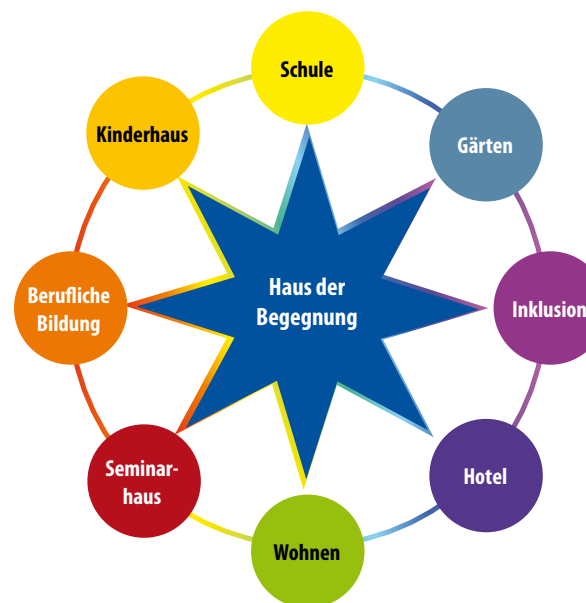 Schule
Kinderhaus
Gärten
Haus der
Begegnung
Berufliche
Bildung
Inklusion
Seminar-
haus
Hotel
Wohnen